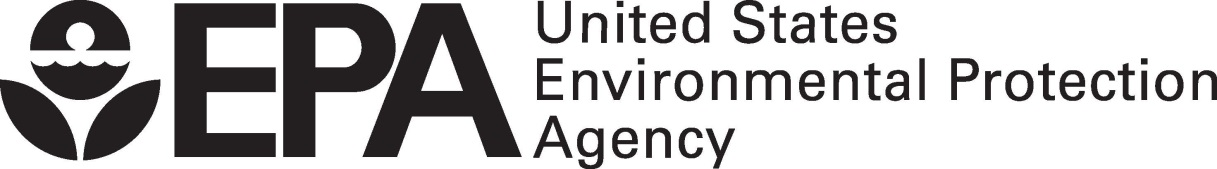 EPA
United States
Environmental Protection
Agency